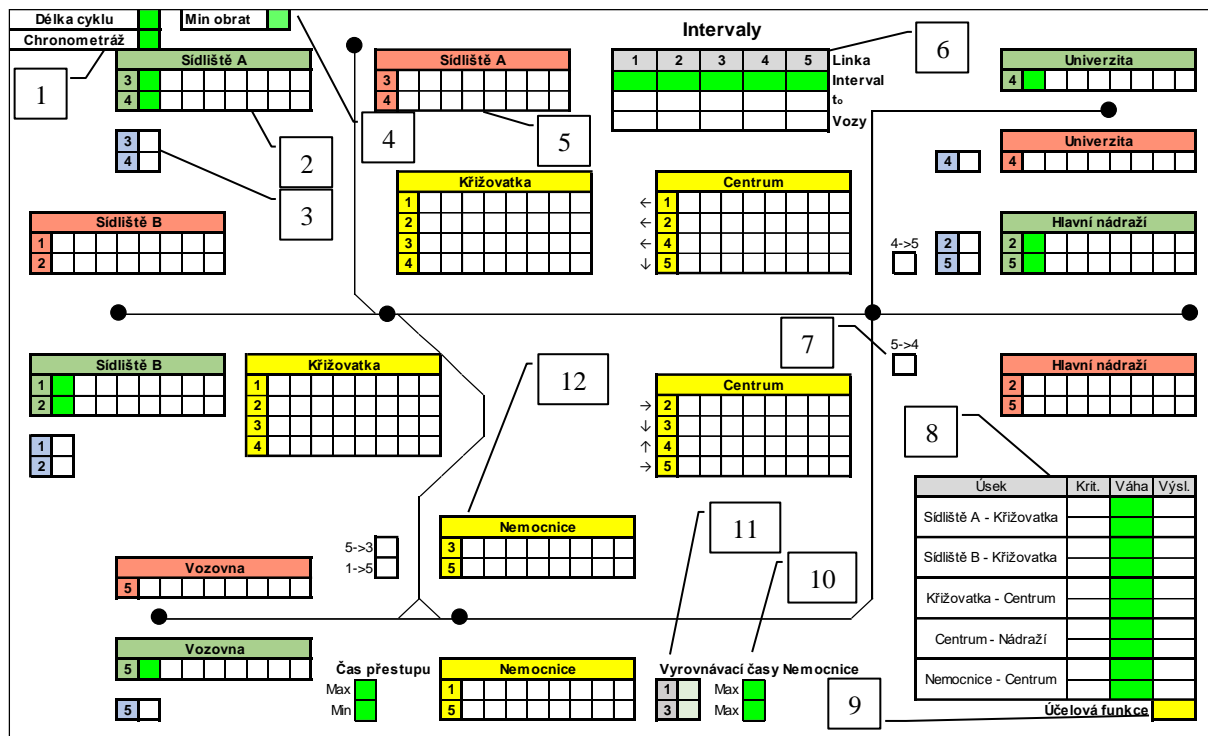 Délka cyklu
Min obrat
Chronometráž
1
Sídliště A
3
4
2
3
4
3
4
Sídliště A
3
4
5
Intervaly
1 2 3 4 5 Linka
Interval
tₒ
Vozy
6
Univerzita
4
Univerzita
4
4
Křižovatka
1
2
3
4
Centrum
← 1
← 2
← 4
↓ 5
Sídliště B
1
2
4->5
2
5
Hlavní nádraží
2
5
7
5->4
Sídliště B
1
2
1
2
Křižovatka
1
2
3
4
12
Centrum
→ 2
↓ 3
↑ 4
→ 5
Hlavní nádraží
2
5
8
Úsek Krit. Váha Výsl.
Sídliště A - Křižovatka
Sídliště B - Křižovatka
Křižovatka - Centrum
Centrum - Nádraží
Nemocnice - Centrum
Účelová funkce
9
5->3
1->5
Nemocnice
3
5
11
10
Vozovna
5
Vozovna
5
5
Čas přestupu
Max
Min
Nemocnice
1
5
Vyrovnávací časy Nemocnice
1 Max
3 Max